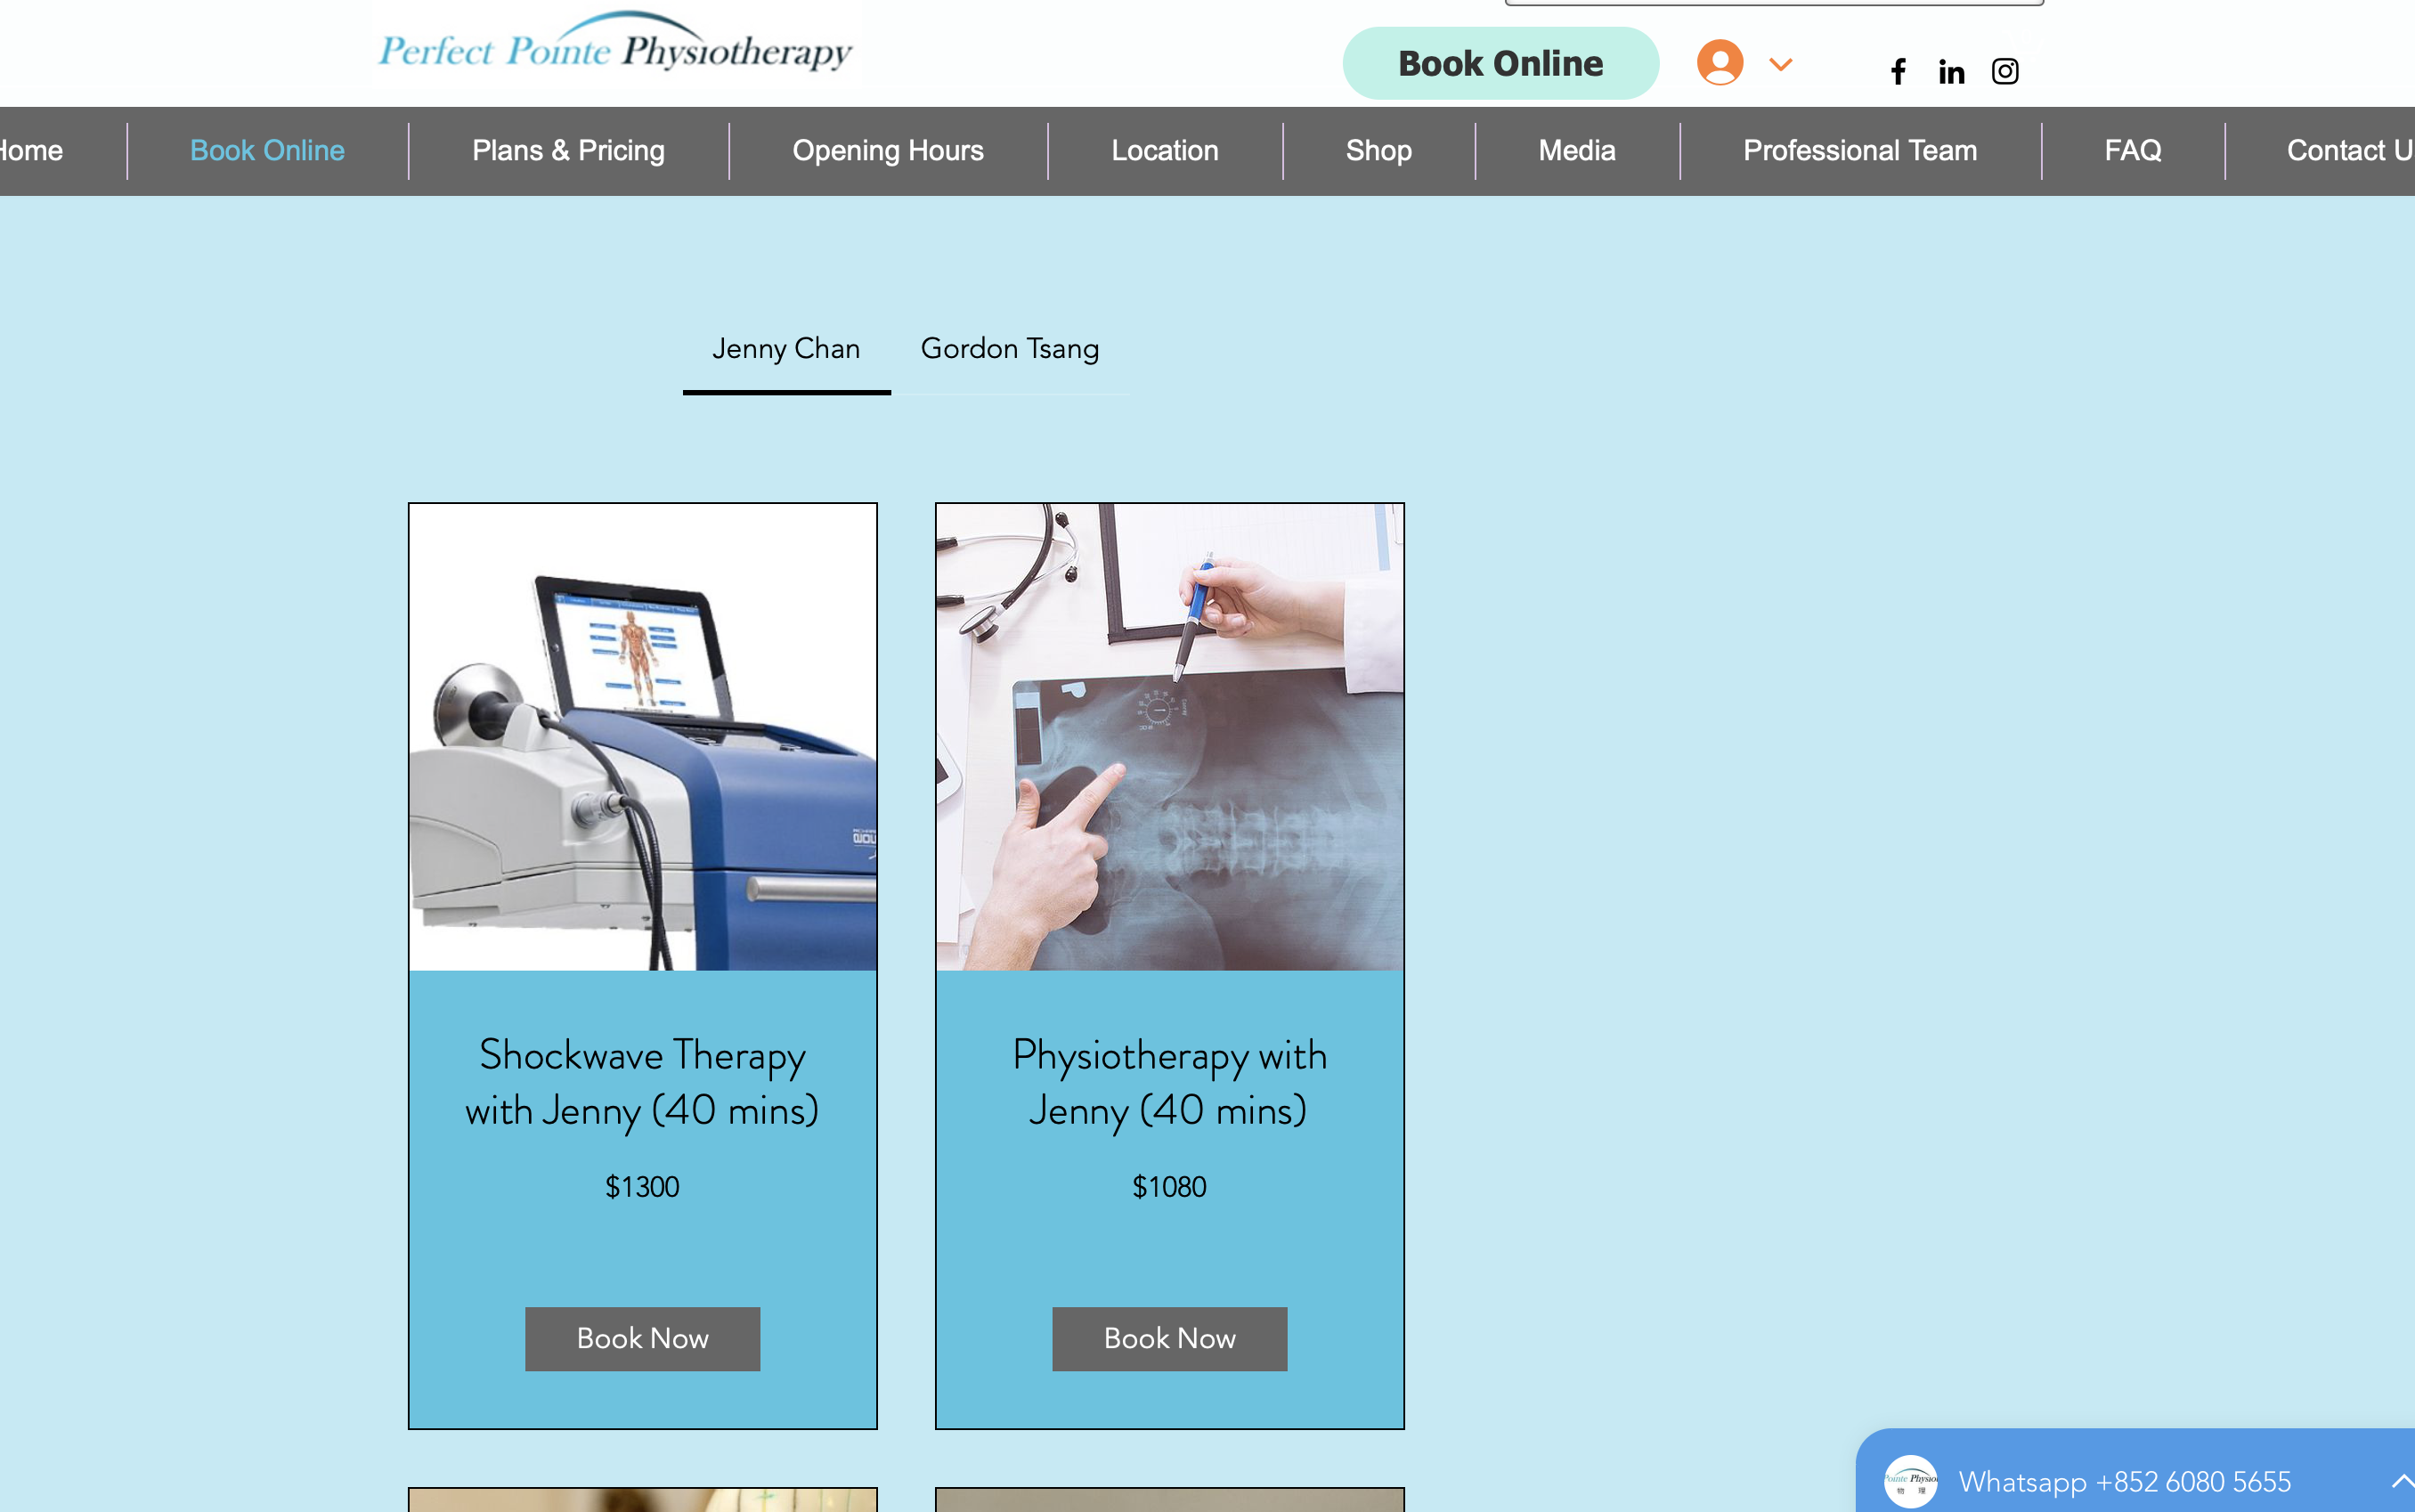 Perfect Pointe Physiotherapy
Book Online
Home
Book Online
Plans & Pricing
Opening Hours
Location
Shop
Media
Professional Team
FAQ
Contact U
Jenny Chan
Gordon Tsang
Shockwave Therapy
with Jenny (40 mins)
$1300
Book Now
Physiotherapy with
Jenny (40 mins)
$1080
Book Now
Whatsapp +852 6080 5655